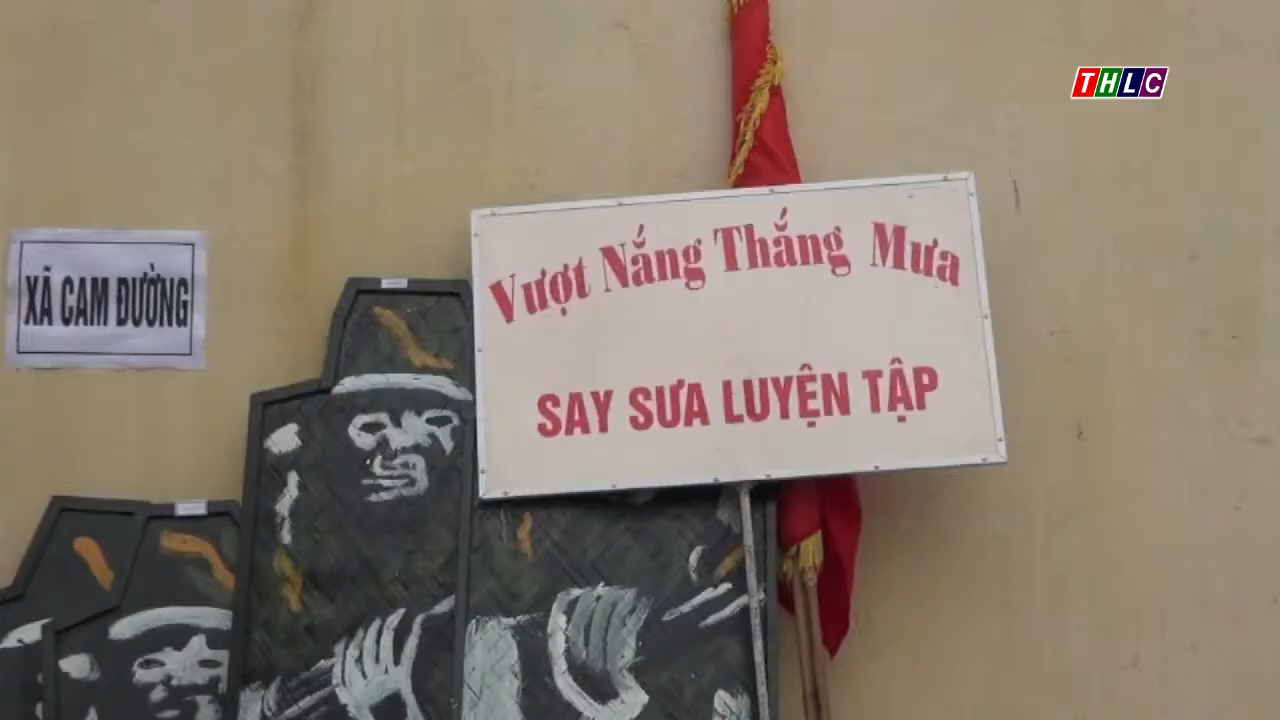 THLC
Vượt Nắng Thắng Mưa
XÃ CAM ĐƯỜNG
SAY SƯA LUYỆN TẬP